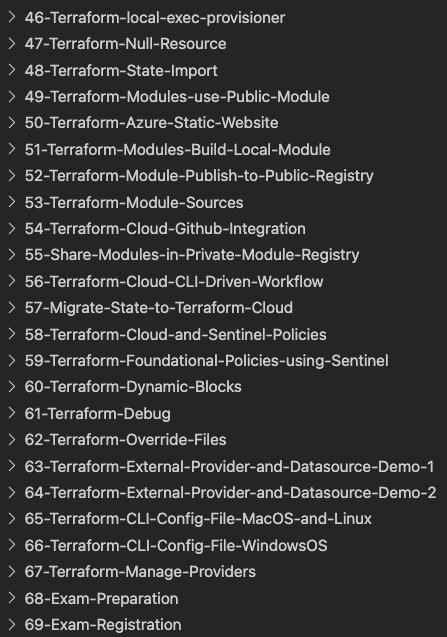 46-Terraform-local-exec-provisioner
47-Terraform-Null-Resource
48-Terraform-State-Import
49-Terraform-Modules-use-Public-Module
50-Terraform-Azure-Static-Website
51-Terraform-Modules-Build-Local-Module
52-Terraform-Module-Publish-to-Public-Registry
53-Terraform-Module-Sources
54-Terraform-Cloud-Github-Integration
55-Share-Modules-in-Private-Module-Registry
56-Terraform-Cloud-CLI-Driven-Workflow
57-Migrate-State-to-Terraform-Cloud
58-Terraform-Cloud-and-Sentinel-Policies
59-Terraform-Foundational-Policies-using-Sentinel
60-Terraform-Dynamic-Blocks
61-Terraform-Debug
62-Terraform-Override-Files
63-Terraform-External-Provider-and-Datasource-Demo-1
64-Terraform-External-Provider-and-Datasource-Demo-2
65-Terraform-CLI-Config-File-MacOS-and-Linux
66-Terraform-CLI-Config-File-WindowsOS
67-Terraform-Manage-Providers
68-Exam-Preparation
69-Exam-Registration